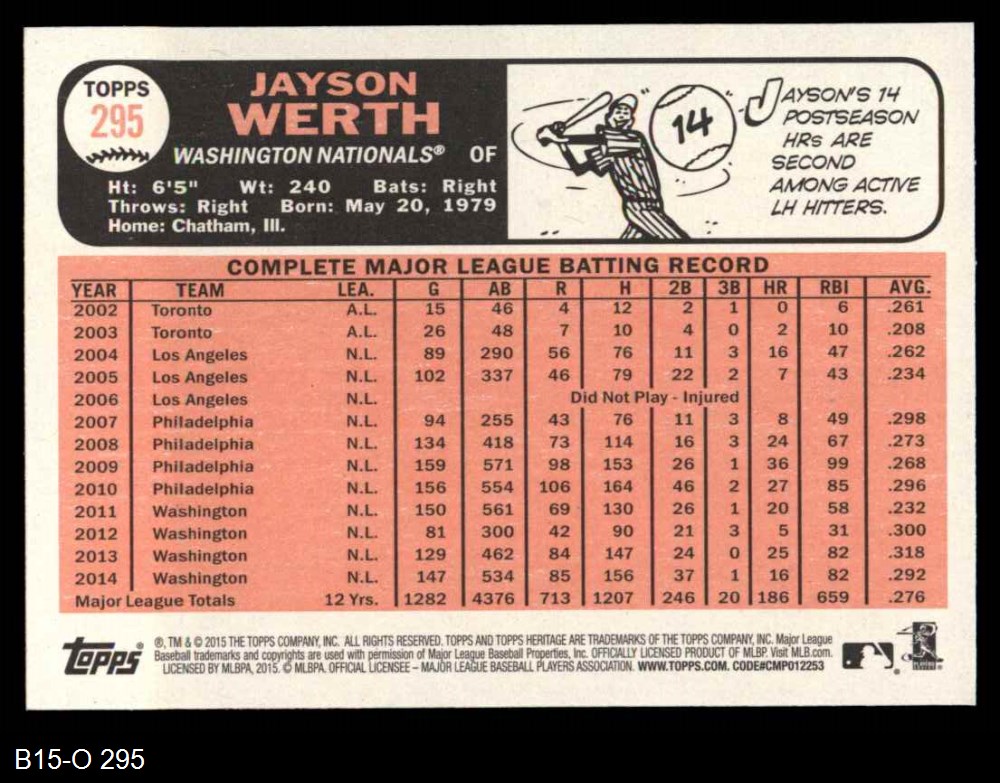 TOPPS
295
JAYSON
WERTH
WASHINGTON NATIONALS® OF
Ht: 6'5" Wt: 240 Bats: Right
Throws: Right Born: May 20, 1979
Home: Chatham, Ill.
14
JAYSON'S 14
POSTSEASON
HRs ARE
SECOND
AMONG ACTIVE
LH HITTERS.
COMPLETE MAJOR LEAGUE BATTING RECORD
YEAR TEAM LEA. G AB R H 2B 3B HR RBI AVG.
2002 Toronto A.L. 15 46 4 12 2 1 0 6 .261
2003 Toronto A.L. 26 48 7 10 4 0 2 10 .208
2004 Los Angeles N.L. 89 290 56 76 11 3 16 47 .262
2005 Los Angeles N.L. 102 337 46 79 22 2 7 43 .234
2006 Los Angeles N.L. Did Not Play - Injured
2007 Philadelphia N.L. 94 255 43 76 11 3 8 49 .298
2008 Philadelphia N.L. 134 418 73 114 16 3 24 67 .273
2009 Philadelphia N.L. 159 571 98 153 26 1 36 99 .268
2010 Philadelphia N.L. 156 554 106 164 46 2 27 85 .296
2011 Washington N.L. 150 561 69 130 26 1 20 58 .232
2012 Washington N.L. 81 300 42 90 21 3 5 31 .300
2013 Washington N.L. 129 462 84 147 24 0 25 82 .318
2014 Washington N.L. 147 534 85 156 37 1 16 82 .292
Major League Totals 12 Yrs. 1282 4376 713 1207 246 20 186 659 .276
Topps
®, TM & © 2015 THE TOPPS COMPANY, INC. ALL RIGHTS RESERVED. TOPPS AND TOPPS HERITAGE ARE TRADEMARKS OF THE TOPPS COMPANY, INC. Major League
Baseball trademarks and copyrights are used with permission of Major League Baseball Properties, Inc. OFFICIALLY LICENSED PRODUCT OF MLBP. Visit MLB.com.
LICENSED BY MLBPA, 2015. © MLBPA. OFFICIAL LICENSEE – MAJOR LEAGUE BASEBALL PLAYERS ASSOCIATION. WWW.TOPPS.COM. CODE#CMP012253
B15-O 295